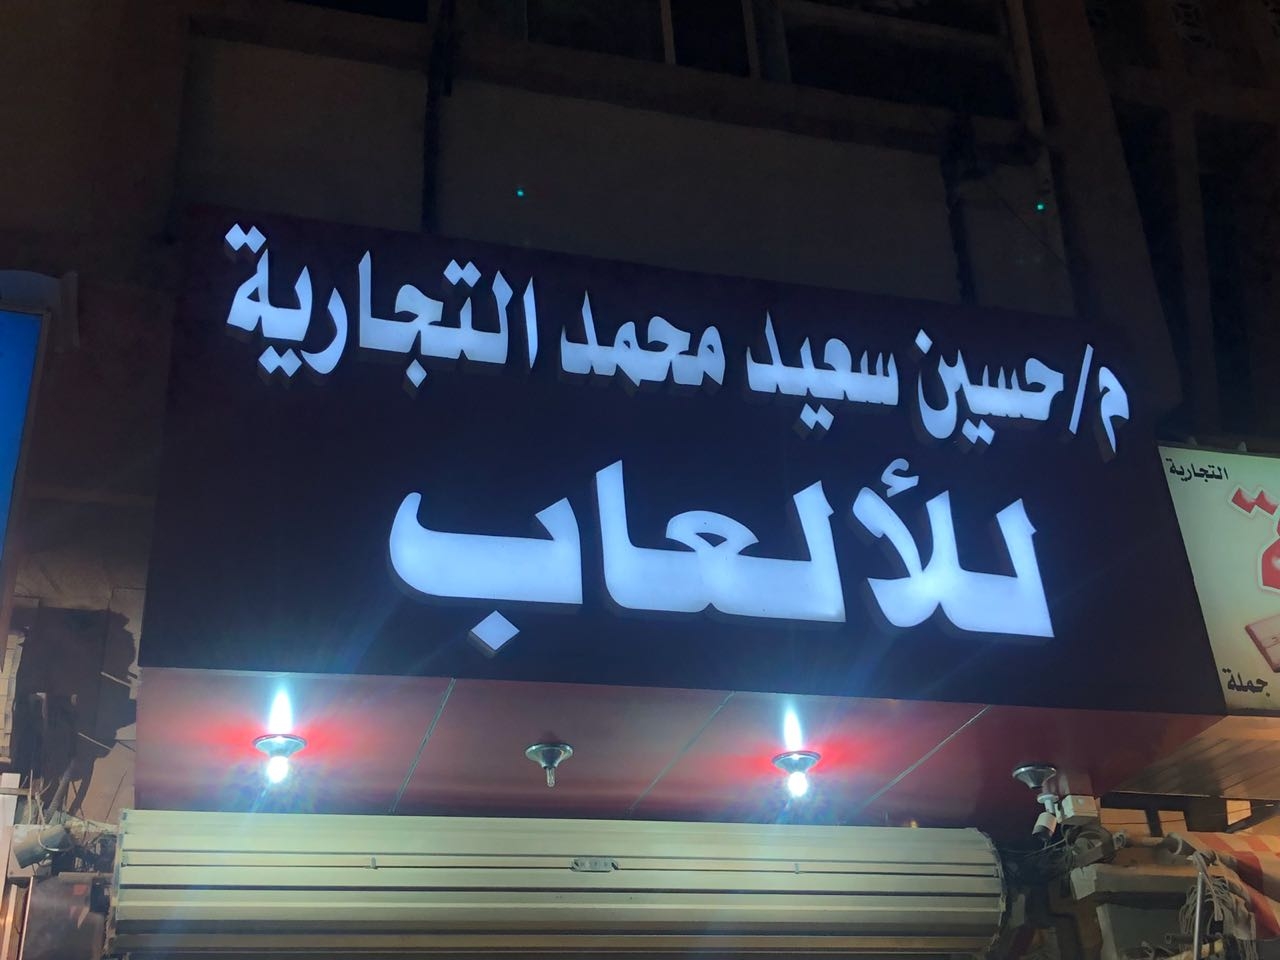 م/حسين سعيد محمد التجارية
للألعاب
التجارية
جملة